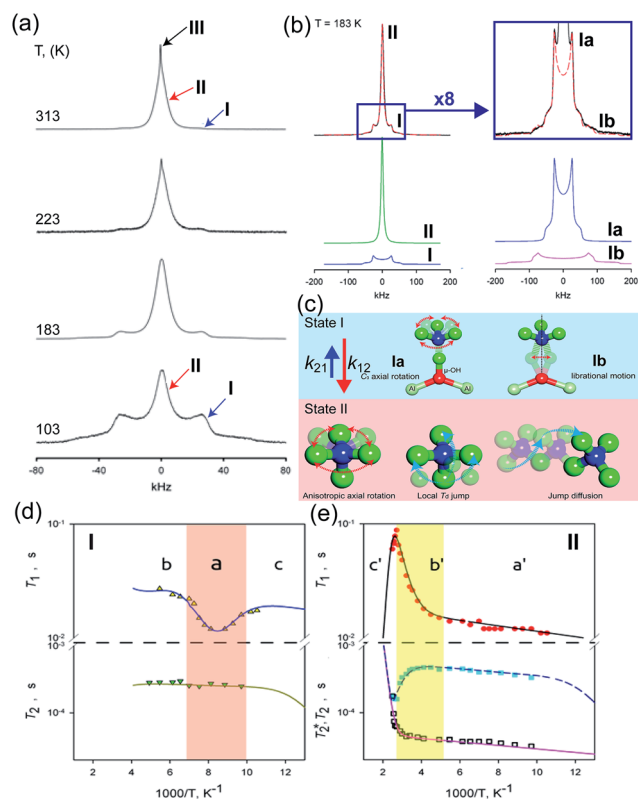 (a)
T, (K)
III
II
I
313
223
183
II
I
103
-80 -40 0 40 80
kHz
(b)
T = 183 K
II
I
x8
Ia
Ib
II
I
-200 -100 0 100 200
kHz
Ia
Ib
-200 -100 0 100 200
kHz
(c)
State I
k21 k12
Ia
C3 axial rotation
μ-OH
Al Al
Ib
librational motion
State II
Anisotropic axial rotation
Local Td jump
Jump diffusion
(d)
10-1
I
b a c
T1 , s
10-2
10-3
T2 , s
10-4
2 4 6 8 10 12
1000/T, K-1
(e)
10-1
II
c' b' a'
T1 , s
10-2
10-3
T2*, T2 , s
10-4
2 4 6 8 10 12
1000/T, K-1